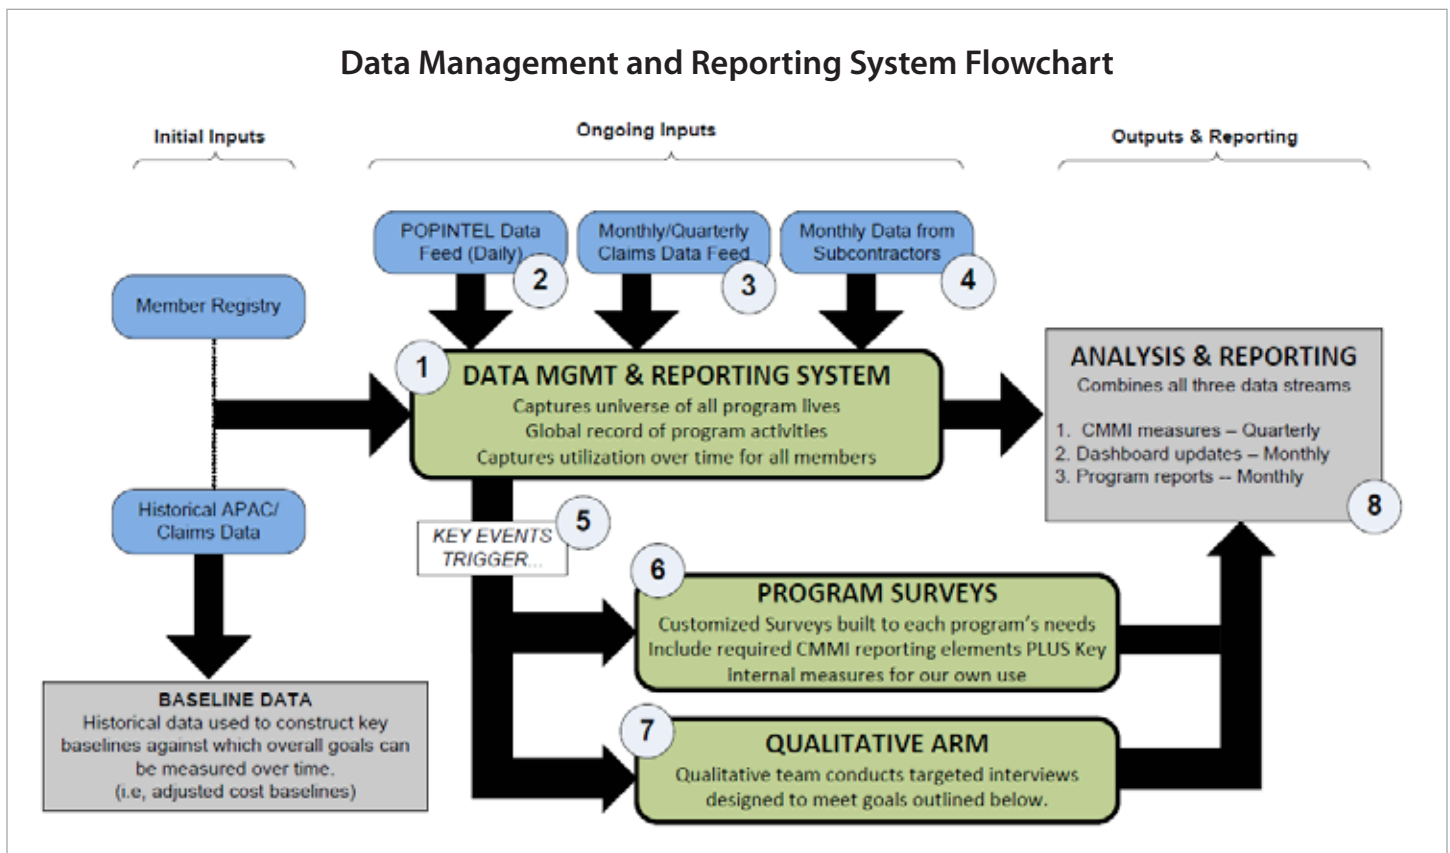 Data Management and Reporting System Flowchart
Initial Inputs
Ongoing Inputs
Outputs & Reporting
POPINTEL Data
Feed (Daily)
2
Monthly/Quarterly
Claims Data Feed
3
Monthly Data from
Subcontractors
4
Member Registry
Historical APAC/
Claims Data
BASELINE DATA
Historical data used to construct key
baselines against which overall goals can
be measured over time.
(i.e, adjusted cost baselines)
1
DATA MGMT & REPORTING SYSTEM
Captures universe of all program lives
Global record of program activities
Captures utilization over time for all members
KEY EVENTS
TRIGGER...
5
6
PROGRAM SURVEYS
Customized Surveys built to each program's needs
Include required CMMI reporting elements PLUS Key
internal measures for our own use
7
QUALITATIVE ARM
Qualitative team conducts targeted interviews
designed to meet goals outlined below.
ANALYSIS & REPORTING
Combines all three data streams
1. CMMI measures – Quarterly
2. Dashboard updates – Monthly
3. Program reports -- Monthly
8